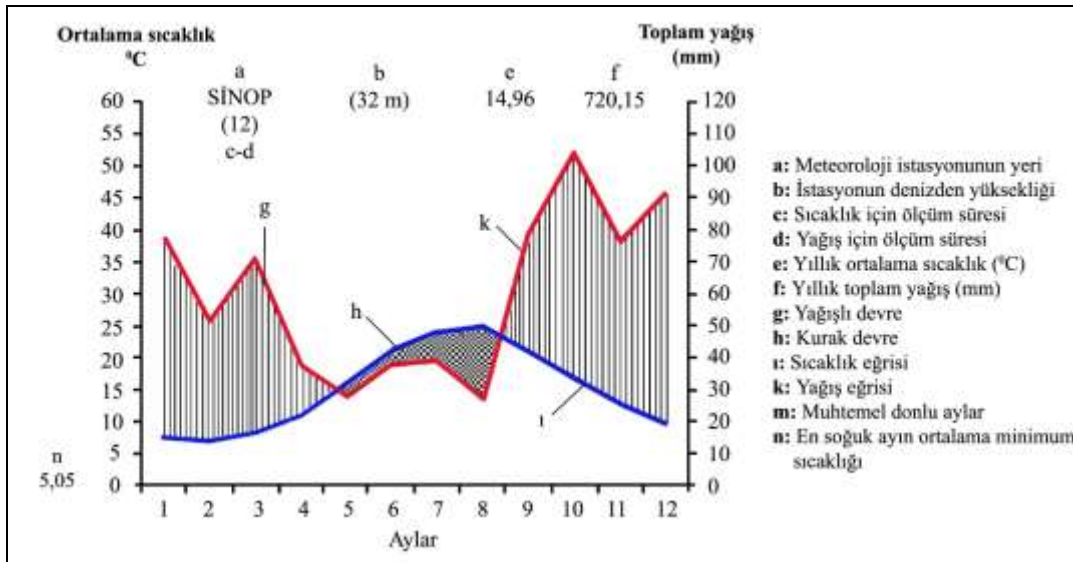 Ortalama sıcaklık
⁰C
Toplam yağış
(mm)
a
SİNOP
(12)
c-d
b
(32 m)
e
14,96
f
720,15
60
55
50
45
40
35
30
25
20
15
10
5
0
120
110
100
90
80
70
60
50
40
30
20
10
0
g
h
k
ı
n
5,05
1 2 3 4 5 6 7 8 9 10 11 12
Aylar
a: Meteoroloji istasyonunun yeri
b: İstasyonun denizden yüksekliği
c: Sıcaklık için ölçüm süresi
d: Yağış için ölçüm süresi
e: Yıllık ortalama sıcaklık (⁰C)
f: Yıllık toplam yağış (mm)
g: Yağışlı devre
h: Kurak devre
ı: Sıcaklık eğrisi
k: Yağış eğrisi
m: Muhtemel donlu aylar
n: En soğuk ayın ortalama minimum
sıcaklığı